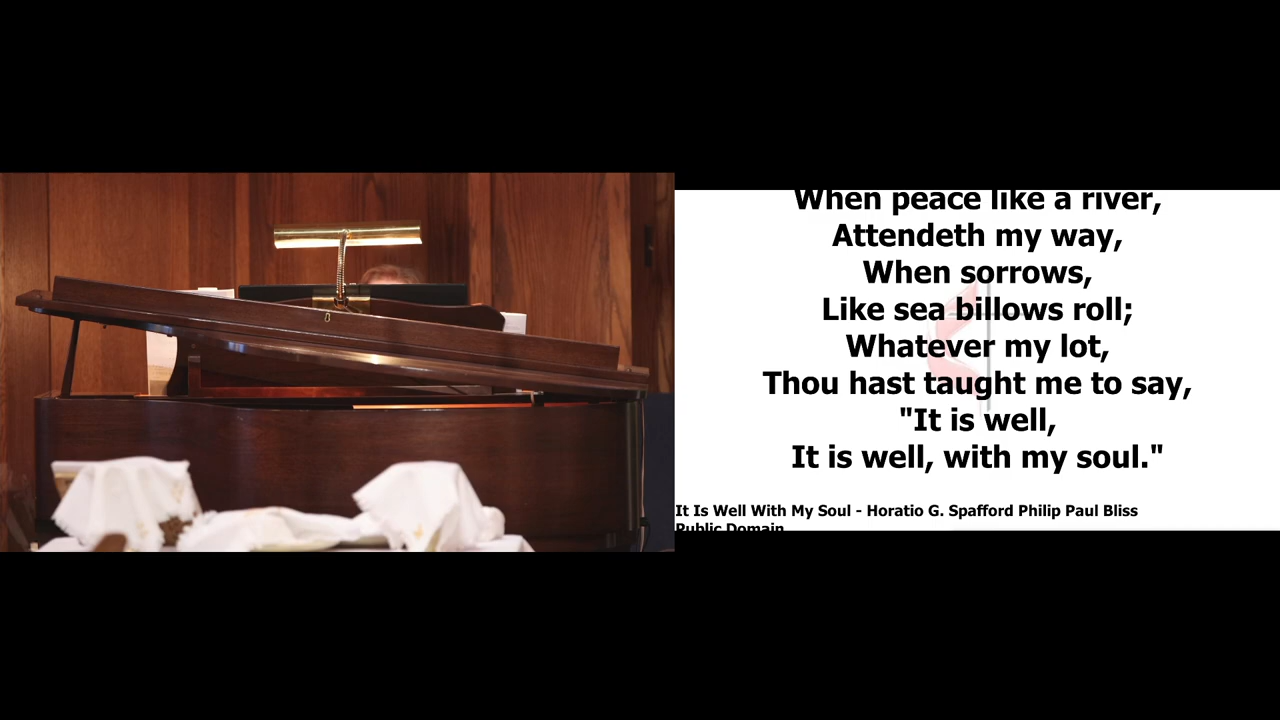 When peace like a river,
Attendeth my way,
When sorrows,
Like sea billows roll;
Whatever my lot,
Thou hast taught me to say,
"It is well,
It is well, with my soul."
It Is Well With My Soul - Horatio G. Spafford Philip Paul Bliss
Public Domain